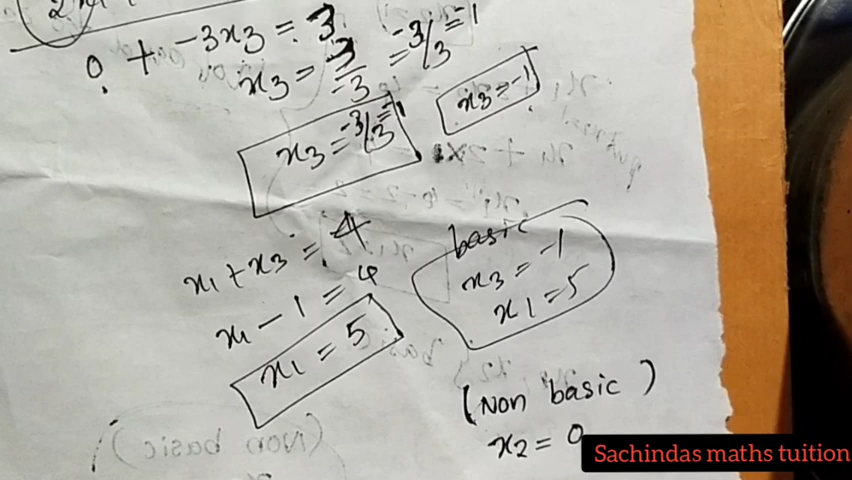 0 + -3x3 = 3
x3 = 3/-3 = -3/3 = -1
x3 = -1
x3 = -3/3 = -1
x1 + x3 = 4
x1 - 1 = 4
x1 = 5
basic
x3 = -1
x1 = 5
(Non basic)
x2 = 0
Sachindas maths tuition